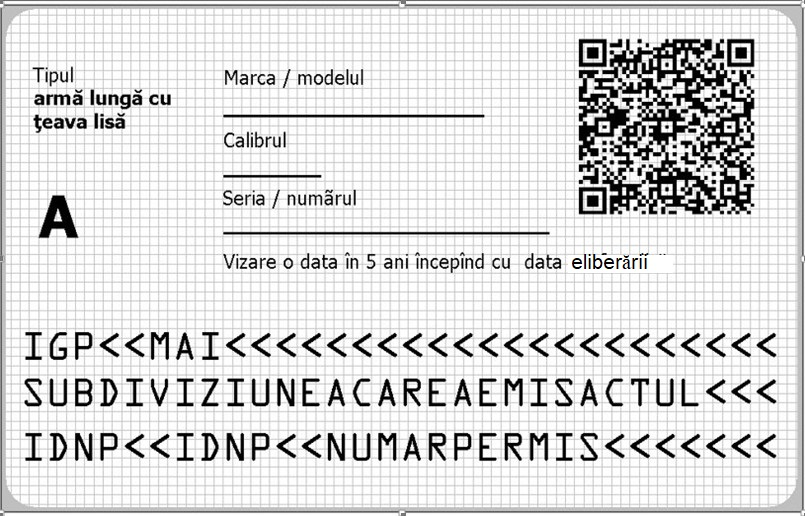 Tipul
armă lungă cu
ţeava lisă
A
Marca / modelul
Calibrul
Seria / numărul
Vizare o data în 5 ani începînd cu data eliberării
IGP<<MAI<<<<<<<<<<<<<<<<<<<<<<
SUBDIVIZIUNEACAREAEMISACTUL<<<
IDNP<<IDNP<<NUMARPERMIS<<<<<<<